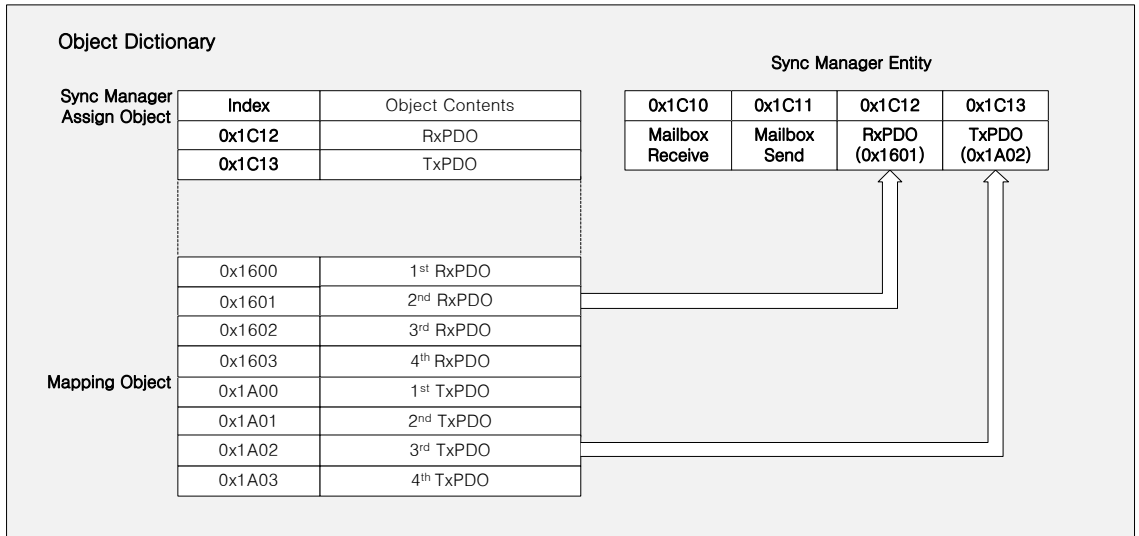 Object Dictionary
Sync Manager Entity
Sync Manager
Assign Object
Index Object Contents
0x1C12 RxPDO
0x1C13 TxPDO
0x1C10 0x1C11 0x1C12 0x1C13
Mailbox Mailbox RxPDO TxPDO
Receive Send (0x1601) (0x1A02)
Mapping Object
0x1600 1st RxPDO
0x1601 2nd RxPDO
0x1602 3rd RxPDO
0x1603 4th RxPDO
0x1A00 1st TxPDO
0x1A01 2nd TxPDO
0x1A02 3rd TxPDO
0x1A03 4th TxPDO